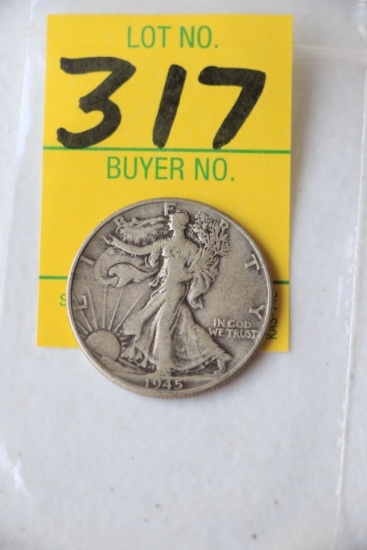 LOT NO.
317
BUYER NO.
LIBERTY
IN GOD
WE TRUST
1945